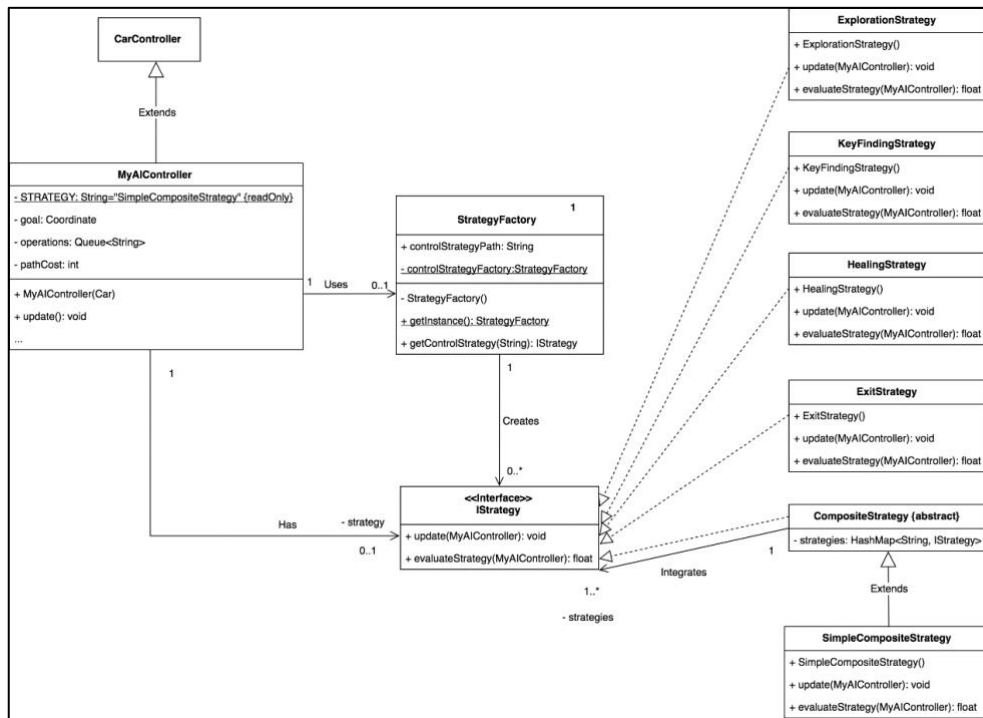 CarController
Extends
MyAIController
- STRATEGY: String="SimpleCompositeStrategy" {readOnly}
- goal: Coordinate
- operations: Queue<String>
- pathCost: int
+ MyAIController(Car)
+ update(): void
...
1
Uses
0..1
StrategyFactory
1
+ controlStrategyPath: String
- controlStrategyFactory:StrategyFactory
- StrategyFactory()
+ getInstance(): StrategyFactory
+ getControlStrategy(String): IStrategy
1
Creates
0..*
1
Has
- strategy
0..1
<<Interface>>
IStrategy
+ update(MyAIController): void
+ evaluateStrategy(MyAIController): float
ExplorationStrategy
+ ExplorationStrategy()
+ update(MyAIController): void
+ evaluateStrategy(MyAIController): float
KeyFindingStrategy
+ KeyFindingStrategy()
+ update(MyAIController): void
+ evaluateStrategy(MyAIController): float
HealingStrategy
+ HealingStrategy()
+ update(MyAIController): void
+ evaluateStrategy(MyAIController): float
ExitStrategy
+ ExitStrategy()
+ update(MyAIController): void
+ evaluateStrategy(MyAIController): float
CompositeStrategy {abstract}
- strategies: HashMap<String, IStrategy>
1
Integrates
1..*
- strategies
Extends
SimpleCompositeStrategy
+ SimpleCompositeStrategy()
+ update(MyAIController): void
+ evaluateStrategy(MyAIController): float